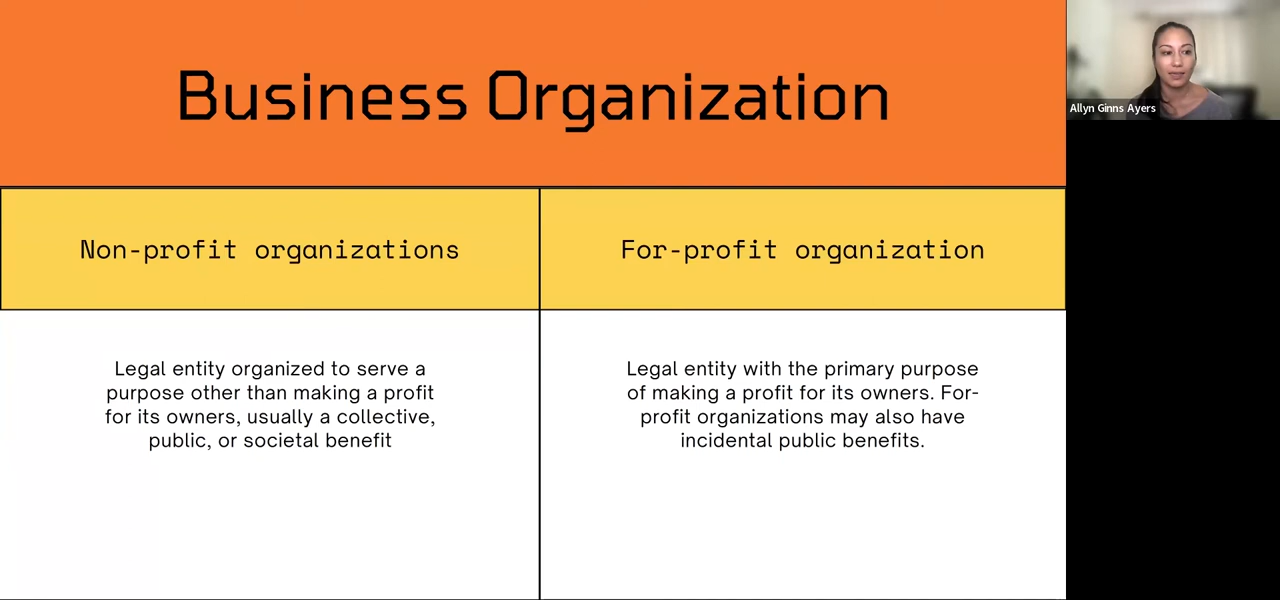 Business Organization
Allyn Ginns Ayers
Non-profit organizations
For-profit organization
Legal entity organized to serve a
purpose other than making a profit
for its owners, usually a collective,
public, or societal benefit
Legal entity with the primary purpose
of making a profit for its owners. For-
profit organizations may also have
incidental public benefits.